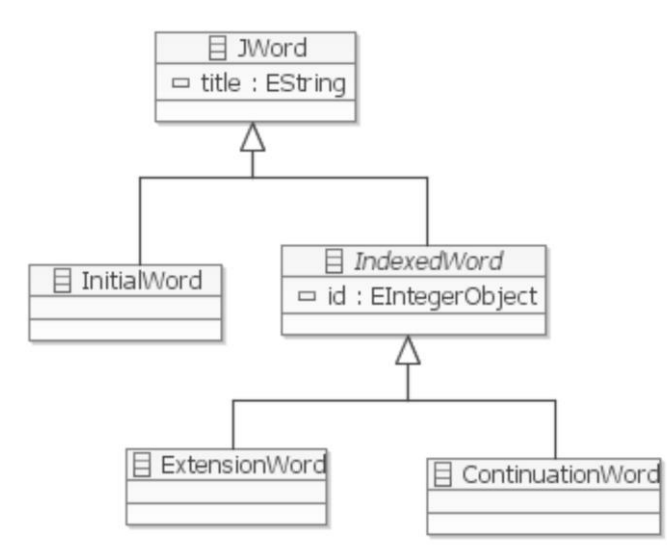 JWord
title : EString
InitialWord
IndexedWord
id : EIntegerObject
ExtensionWord
ContinuationWord